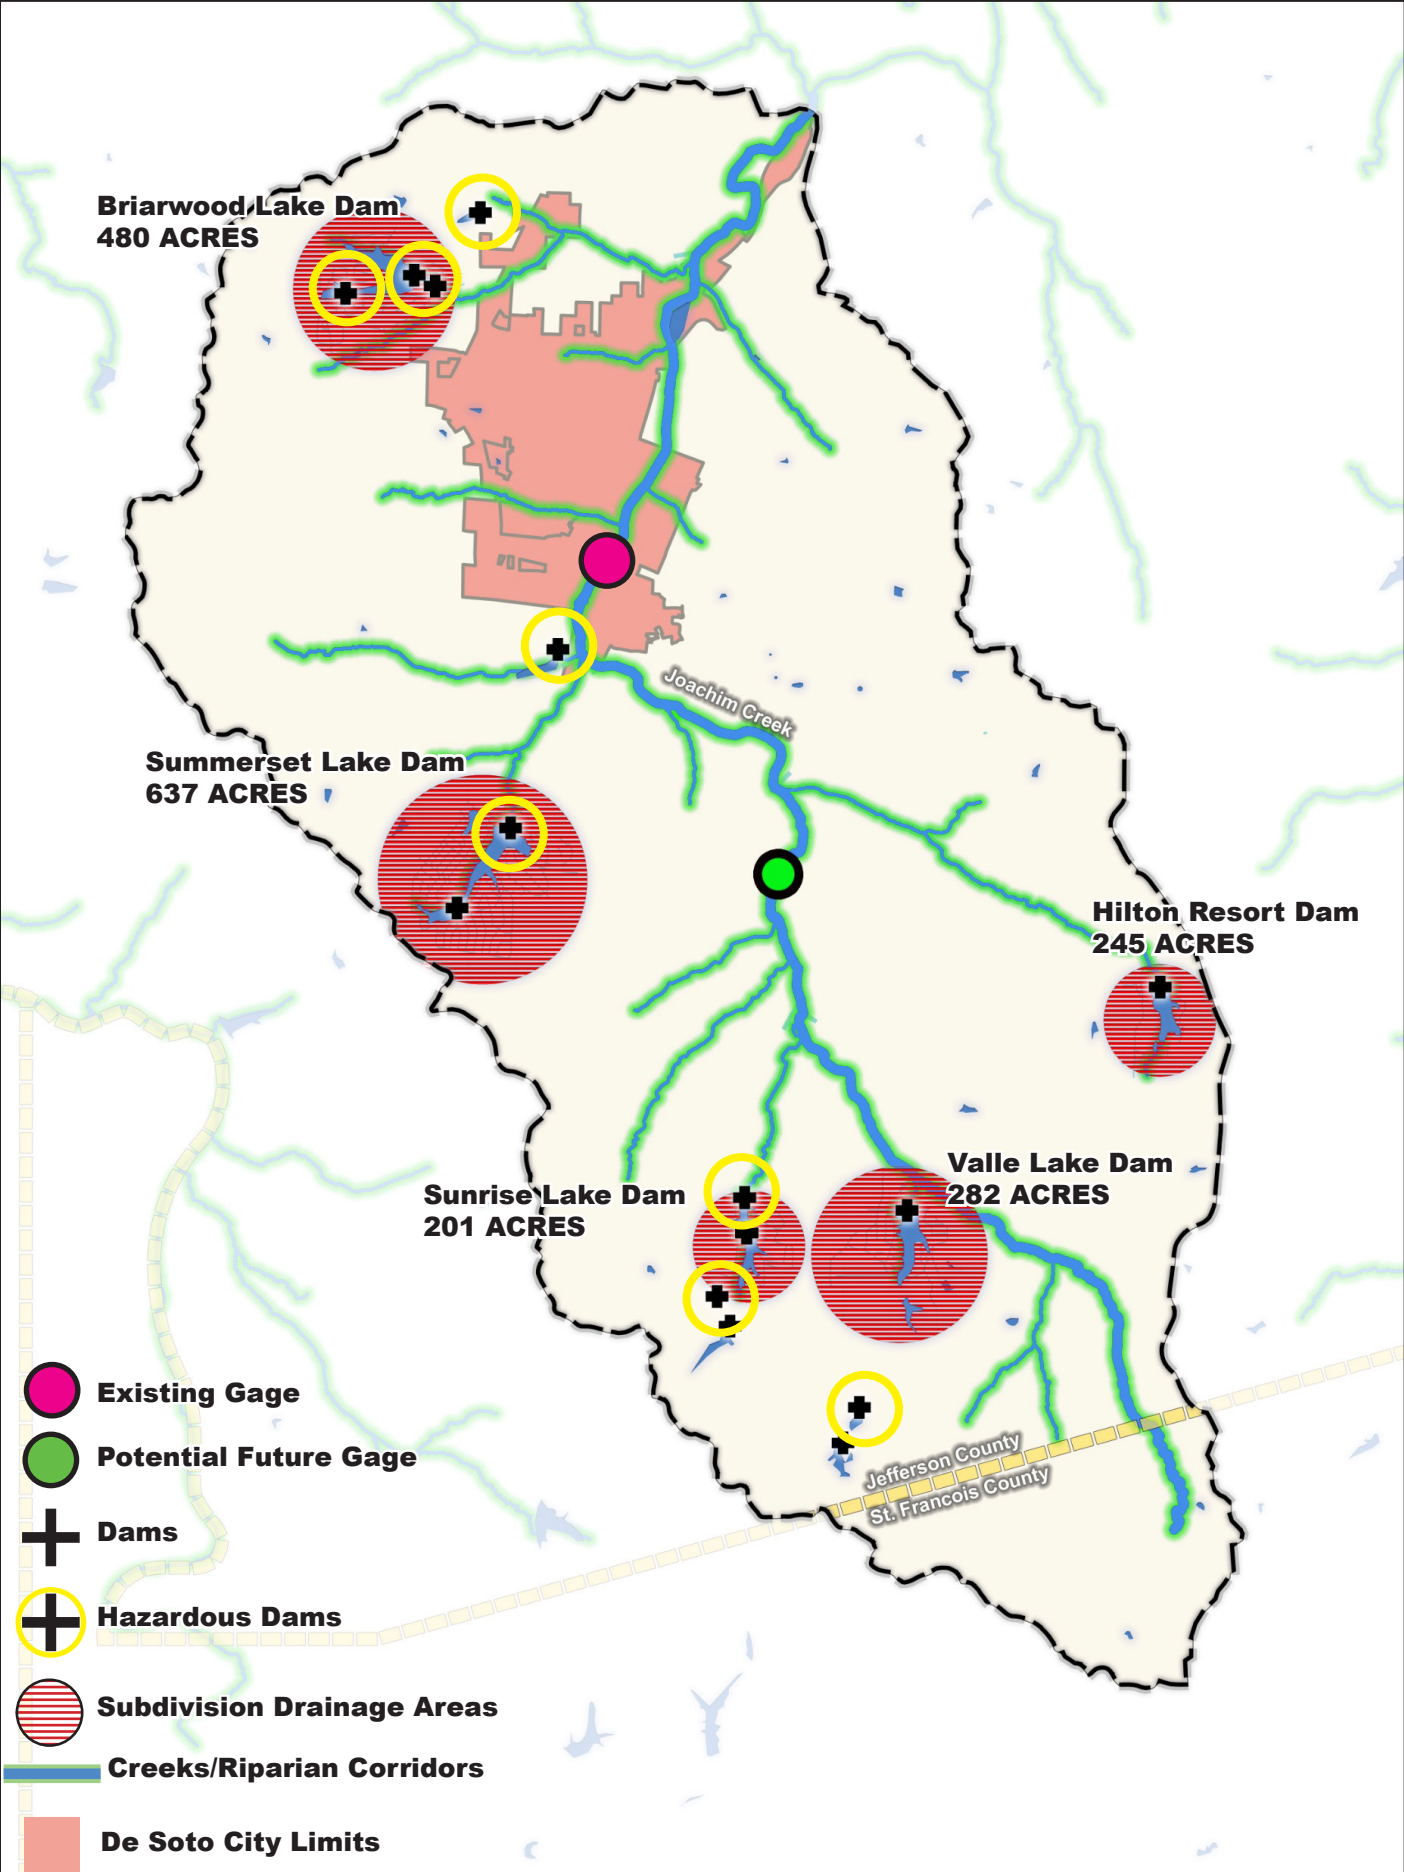 Briarwood Lake Dam
480 ACRES
Joachim Creek
Summerset Lake Dam
637 ACRES
Hilton Resort Dam
245 ACRES
Valle Lake Dam
282 ACRES
Sunrise Lake Dam
201 ACRES
Jefferson County
St. Francois County
Existing Gage
Potential Future Gage
Dams
Hazardous Dams
Subdivision Drainage Areas
Creeks/Riparian Corridors
De Soto City Limits